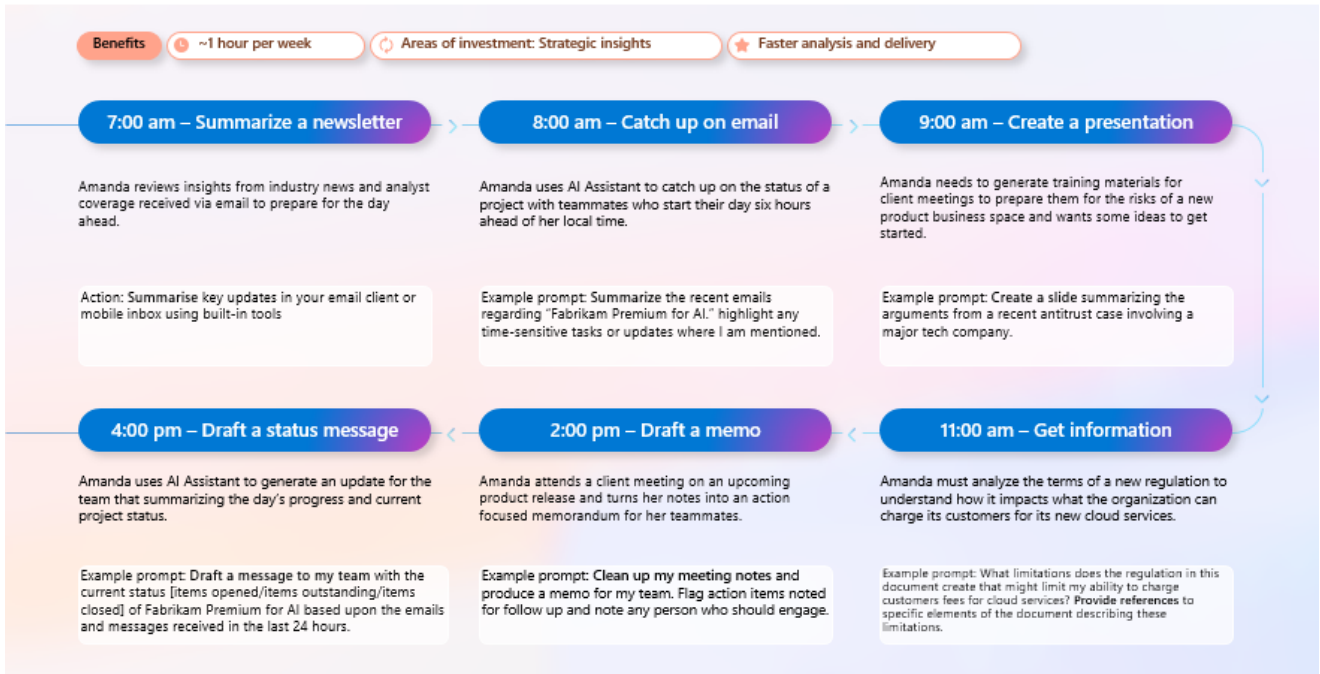 Benefits
~1 hour per week
Areas of investment: Strategic insights
Faster analysis and delivery
7:00 am – Summarize a newsletter
Amanda reviews insights from industry news and analyst
coverage received via email to prepare for the day
ahead.
Action: Summarise key updates in your email client or
mobile inbox using built-in tools
8:00 am – Catch up on email
Amanda uses AI Assistant to catch up on the status of a
project with teammates who start their day six hours
ahead of her local time.
Example prompt: Summarize the recent emails
regarding “Fabrikam Premium for AI.” highlight any
time-sensitive tasks or updates where I am mentioned.
9:00 am – Create a presentation
Amanda needs to generate training materials for
client meetings to prepare them for the risks of a new
product business space and wants some ideas to get
started.
Example prompt: Create a slide summarizing the
arguments from a recent antitrust case involving a
major tech company.
11:00 am – Get information
Amanda must analyze the terms of a new regulation to
understand how it impacts what the organization can
charge its customers for its new cloud services.
Example prompt: What limitations does the regulation in this
document create that might limit my ability to charge
customers fees for cloud services? Provide references to
specific elements of the document describing these
limitations.
2:00 pm – Draft a memo
Amanda attends a client meeting on an upcoming
product release and turns her notes into an action
focused memorandum for her teammates.
Example prompt: Clean up my meeting notes and
produce a memo for my team. Flag action items noted
for follow up and note any person who should engage.
4:00 pm – Draft a status message
Amanda uses AI Assistant to generate an update for the
team that summarizing the day’s progress and current
project status.
Example prompt: Draft a message to my team with the
current status [items opened/items outstanding/items
closed] of Fabrikam Premium for AI based upon the emails
and messages received in the last 24 hours.